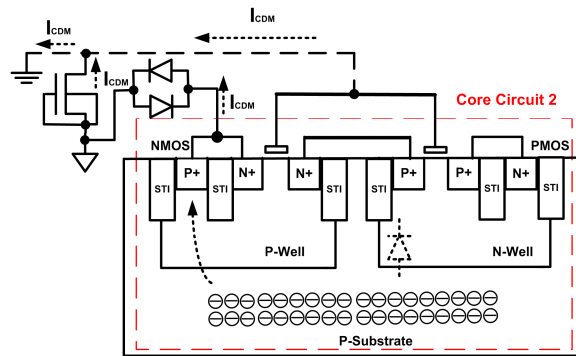 ICDM
ICDM
ICDM
ICDM
Core Circuit 2
NMOS
PMOS
STI
P+
STI
N+
N+
STI
STI
P+
P+
STI
N+
STI
P-Well
N-Well
P-Substrate